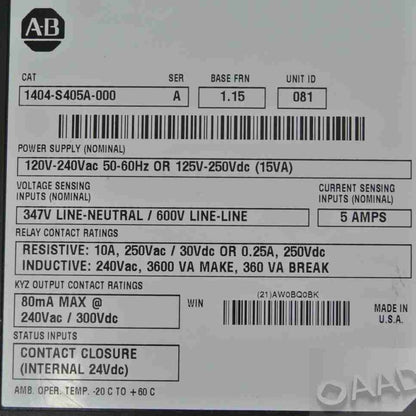 A-B
CAT SER BASE FRN UNIT ID
1404-S405A-000 A 1.15 081
POWER SUPPLY (NOMINAL)
120V-240Vac 50-60Hz OR 125V-250Vdc (15VA)
VOLTAGE SENSING INPUTS (NOMINAL)
CURRENT SENSING INPUTS (NOMINAL)
347V LINE-NEUTRAL / 600V LINE-LINE 5 AMPS
RELAY CONTACT RATINGS
RESISTIVE: 10A, 250Vac / 30Vdc OR 0.25A, 250Vdc
INDUCTIVE: 240Vac, 3600 VA MAKE, 360 VA BREAK
KYZ OUTPUT CONTACT RATINGS
80mA MAX @
240Vac / 300Vdc
WIN
(21)AW0BQ0BK
MADE IN
U.S.A.
STATUS INPUTS
CONTACT CLOSURE
(INTERNAL 24Vdc)
AMB. OPER. TEMP. -20 C TO +60 C